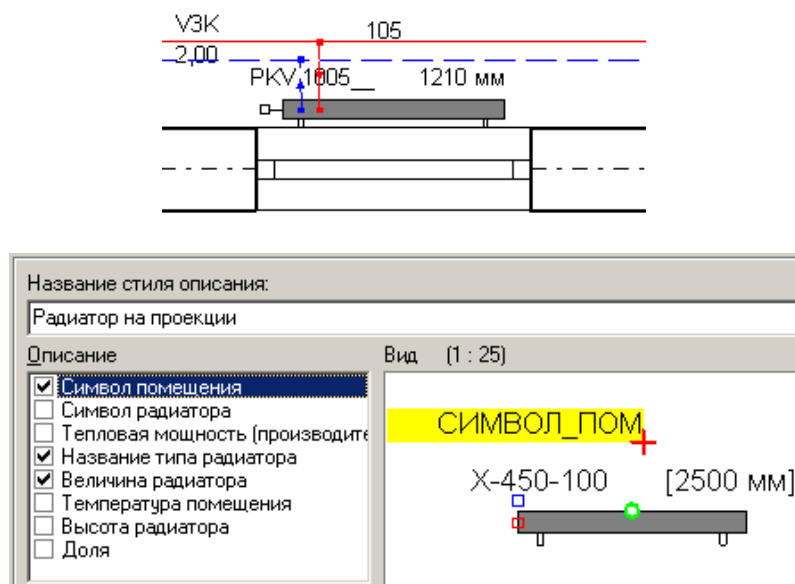 VЗК 105
2,00
PKV 1005__ 1210 мм
Название стиля описания:
Радиатор на проекции
Описание
Вид (1 : 25)
Символ помещения
Символ радиатора
Тепловая мощность (производите
Название типа радиатора
Величина радиатора
Температура помещения
Высота радиатора
Доля
СИМВОЛ_ПОМ
X-450-100 [2500 мм]